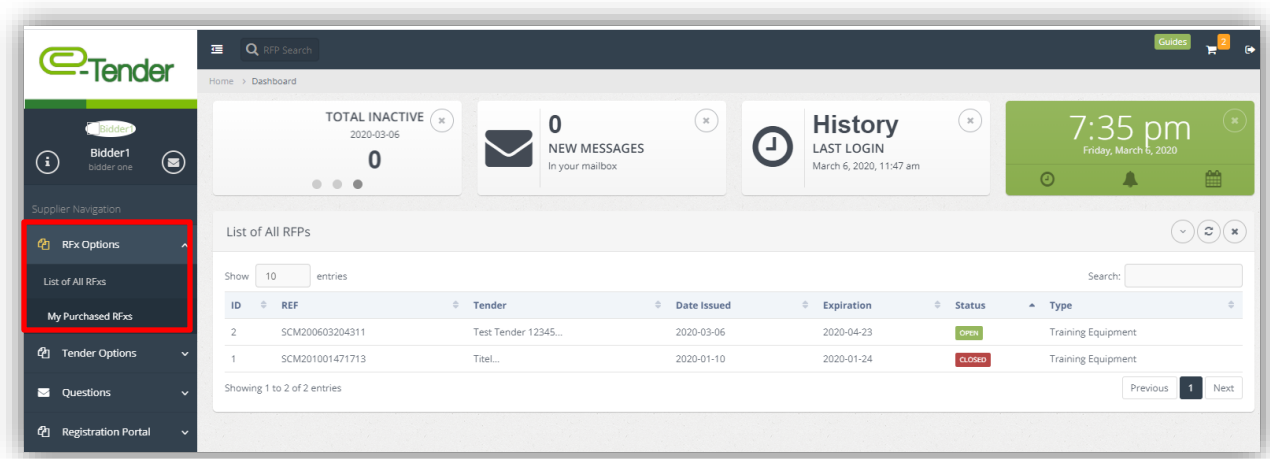 e-Tender
RFP Search
Guides
2
Home > Dashboard
Bidder1
Bidder1
bidder one
TOTAL INACTIVE
2020-03-06
0
0
NEW MESSAGES
In your mailbox
History
LAST LOGIN
March 6, 2020, 11:47 am
7:35 pm
Friday, March 6, 2020
Supplier Navigation
RFx Options
List of All RFxs
My Purchased RFxs
Tender Options
Questions
Registration Portal
List of All RFPs
Show 10 entries
Search:
ID REF Tender Date Issued Expiration Status Type
2 SCM200603204311 Test Tender 12345... 2020-03-06 2020-04-23 OPEN Training Equipment
1 SCM201001471713 Titel... 2020-01-10 2020-01-24 CLOSED Training Equipment
Showing 1 to 2 of 2 entries
Previous 1 Next